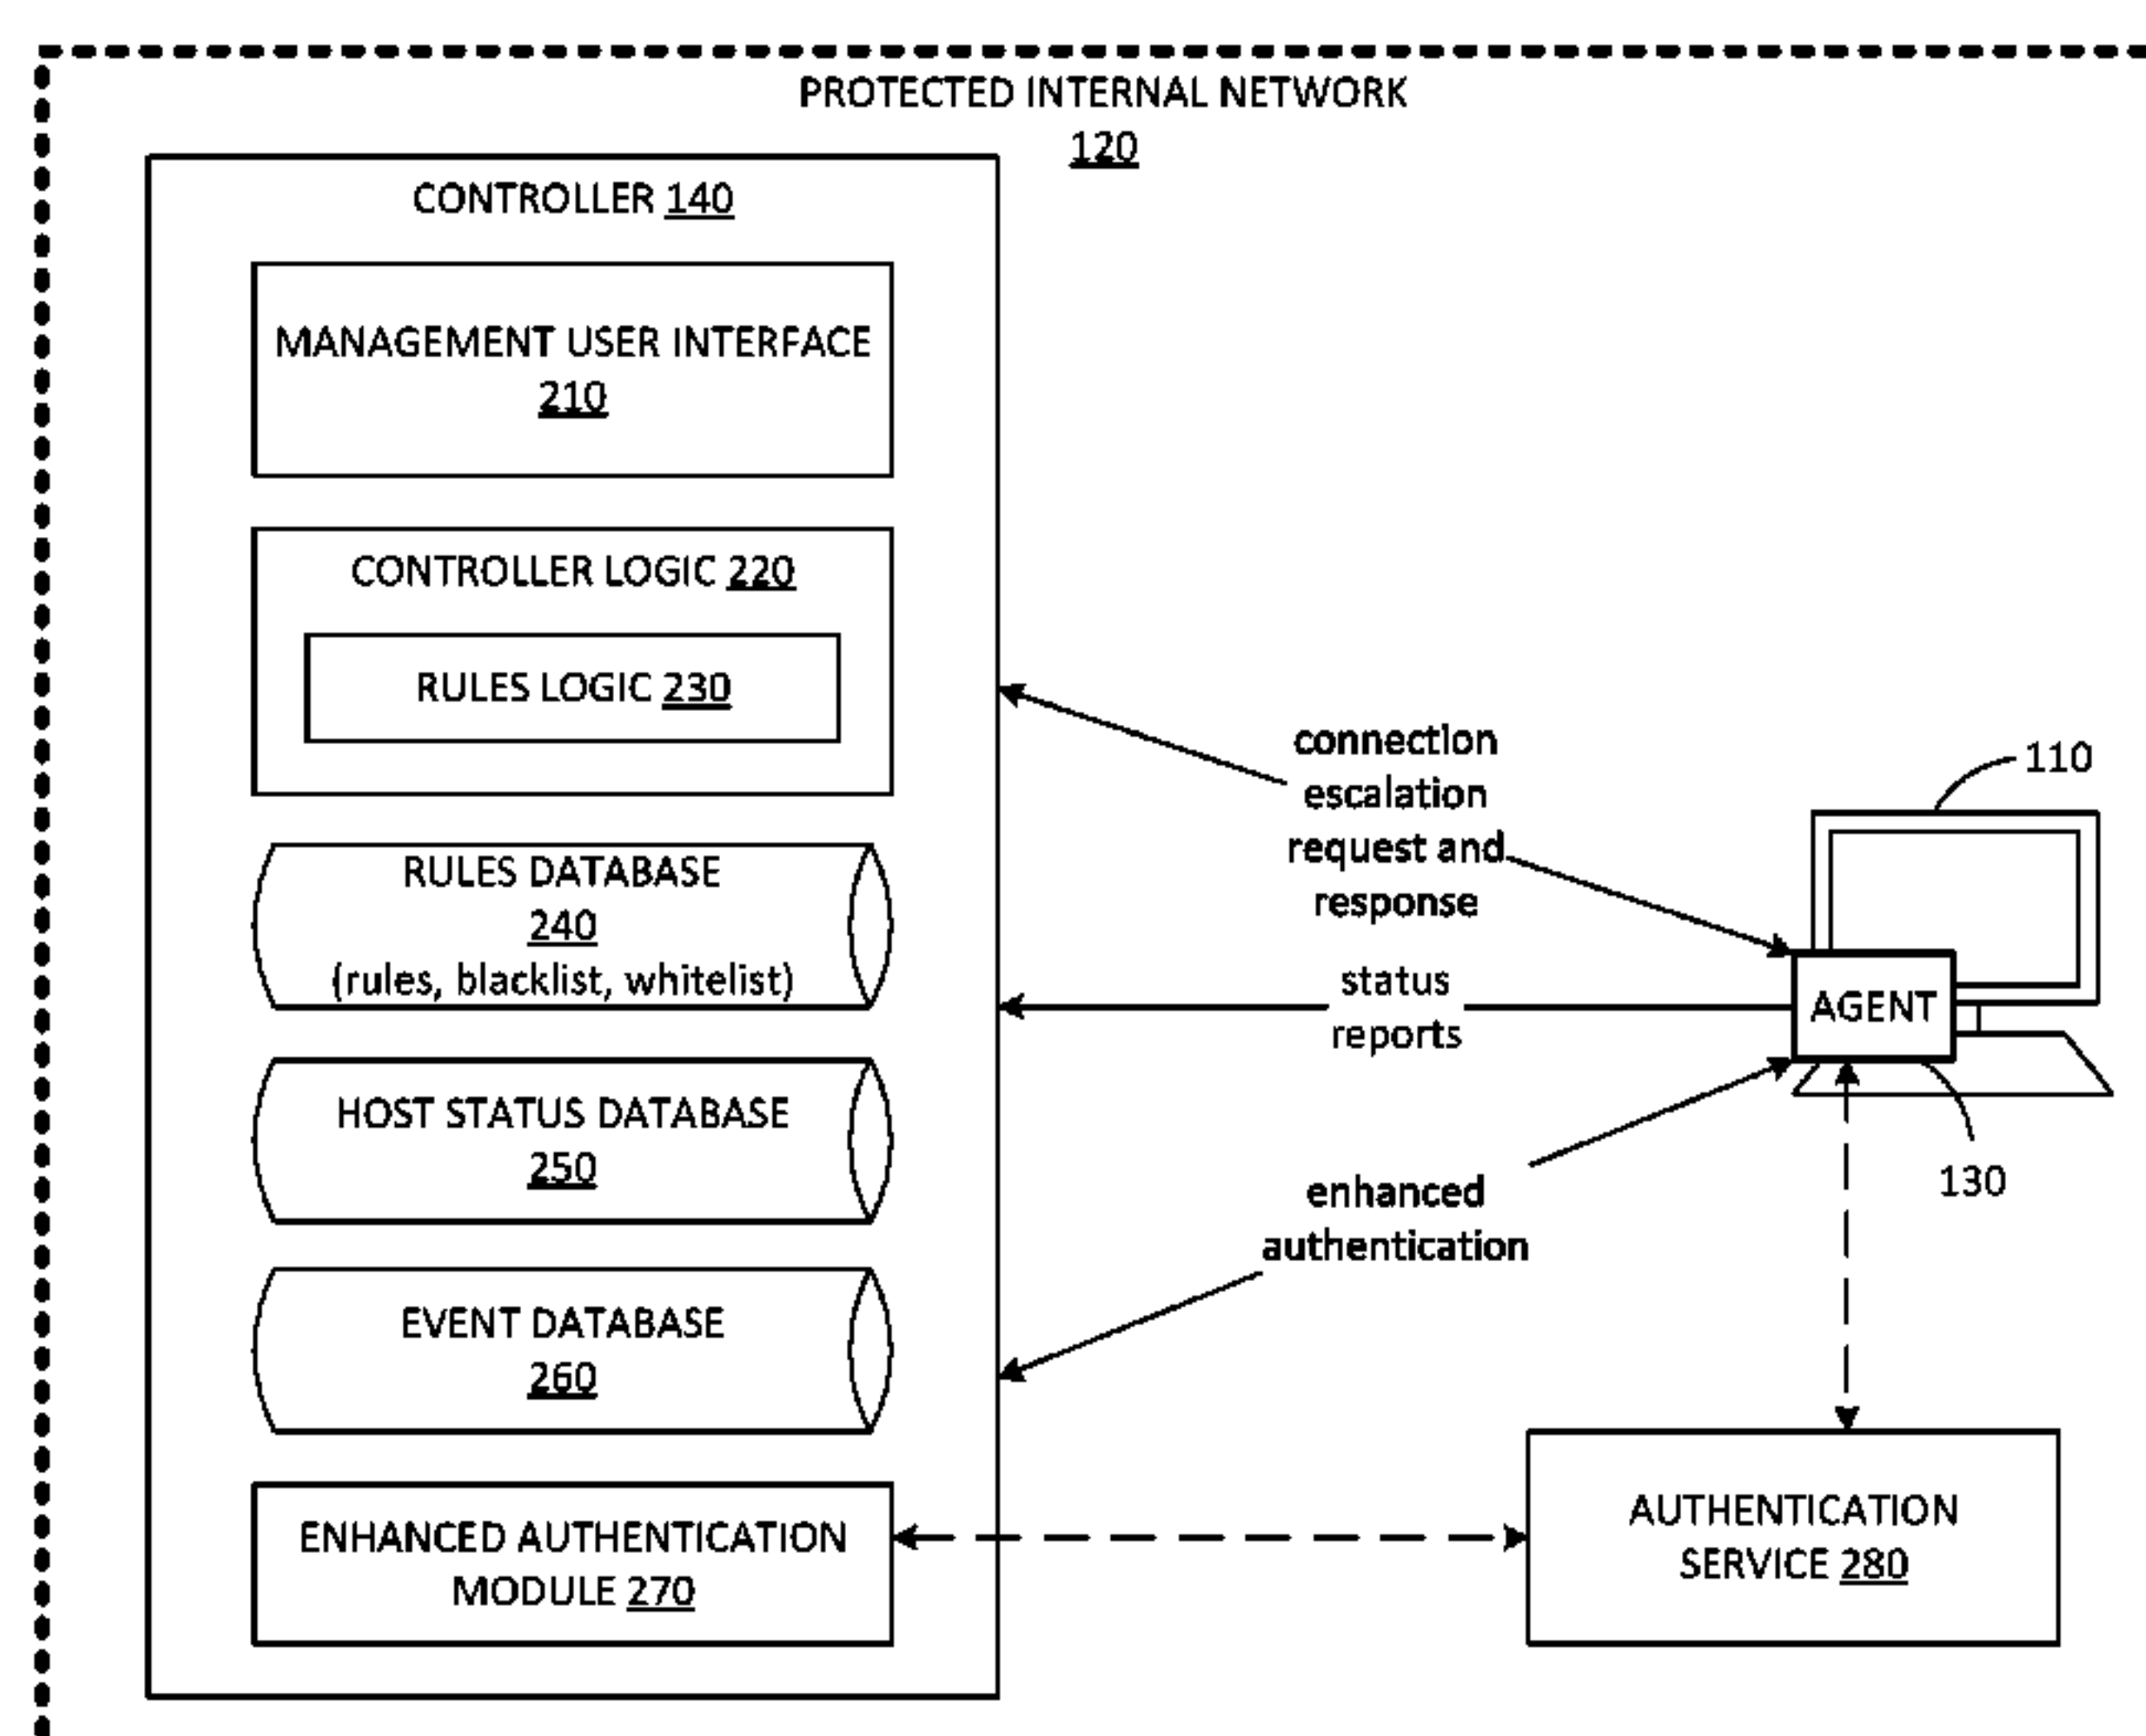 PROTECTED INTERNAL NETWORK
120
CONTROLLER 140
MANAGEMENT USER INTERFACE
210
CONTROLLER LOGIC 220
RULES LOGIC 230
RULES DATABASE
240
(rules, blacklist, whitelist)
HOST STATUS DATABASE
250
EVENT DATABASE
260
ENHANCED AUTHENTICATION
MODULE 270
connection
escalation
request and
response
status
reports
enhanced
authentication
110
AGENT
130
AUTHENTICATION
SERVICE 280